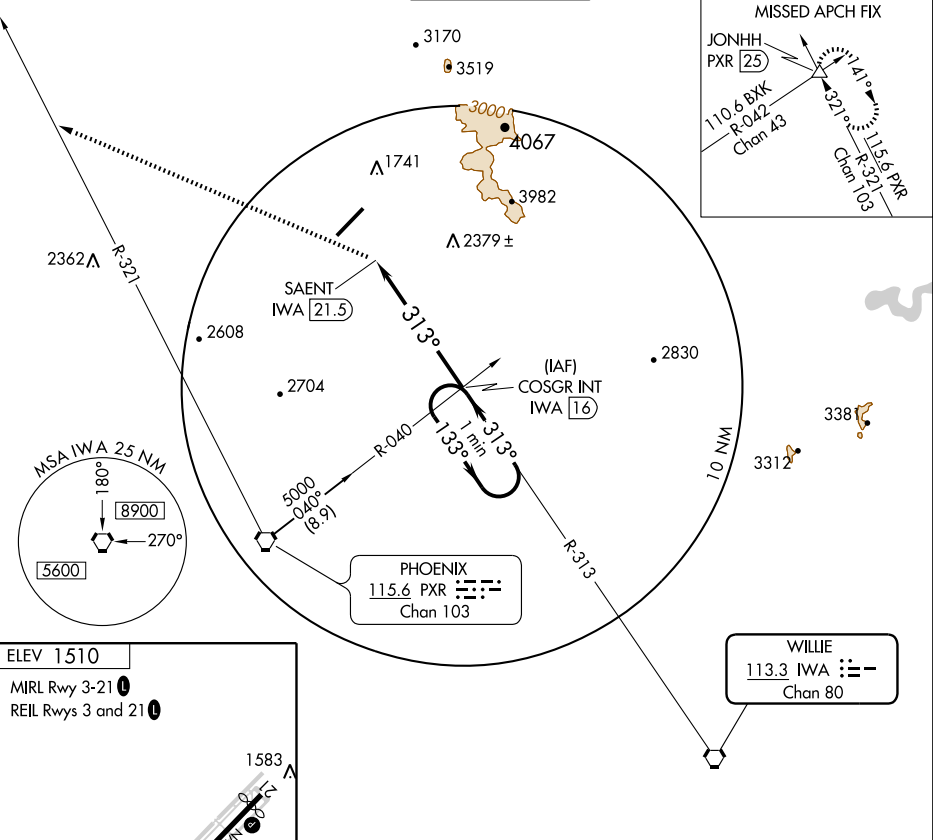 3170
3519
3000
4067
1741
3982
2379 ±
2362
R-321
SAENT
IWA 21.5
313°
2608
2704
(IAF)
COSGR INT
IWA 16
2830
3312
10 NM
R-040
133°
1 min
313°
5000
040°
(8.9)
R-313
MISSED APCH FIX
JONHH
PXR 25
141°
321°
110.6 BXK
R-042
Chan 43
115.6 PXR
R-321
Chan 103
MSA IWA 25 NM
180°
8900
270°
5600
PHOENIX
115.6 PXR
Chan 103
WILLIE
113.3 IWA
Chan 80
ELEV 1510
MIRL Rwy 3-21 L
REIL Rwys 3 and 21 L
1583
21
P